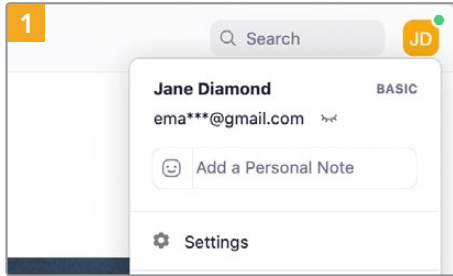 1
Search
JD
Jane Diamond BASIC
ema***@gmail.com
Add a Personal Note
Settings